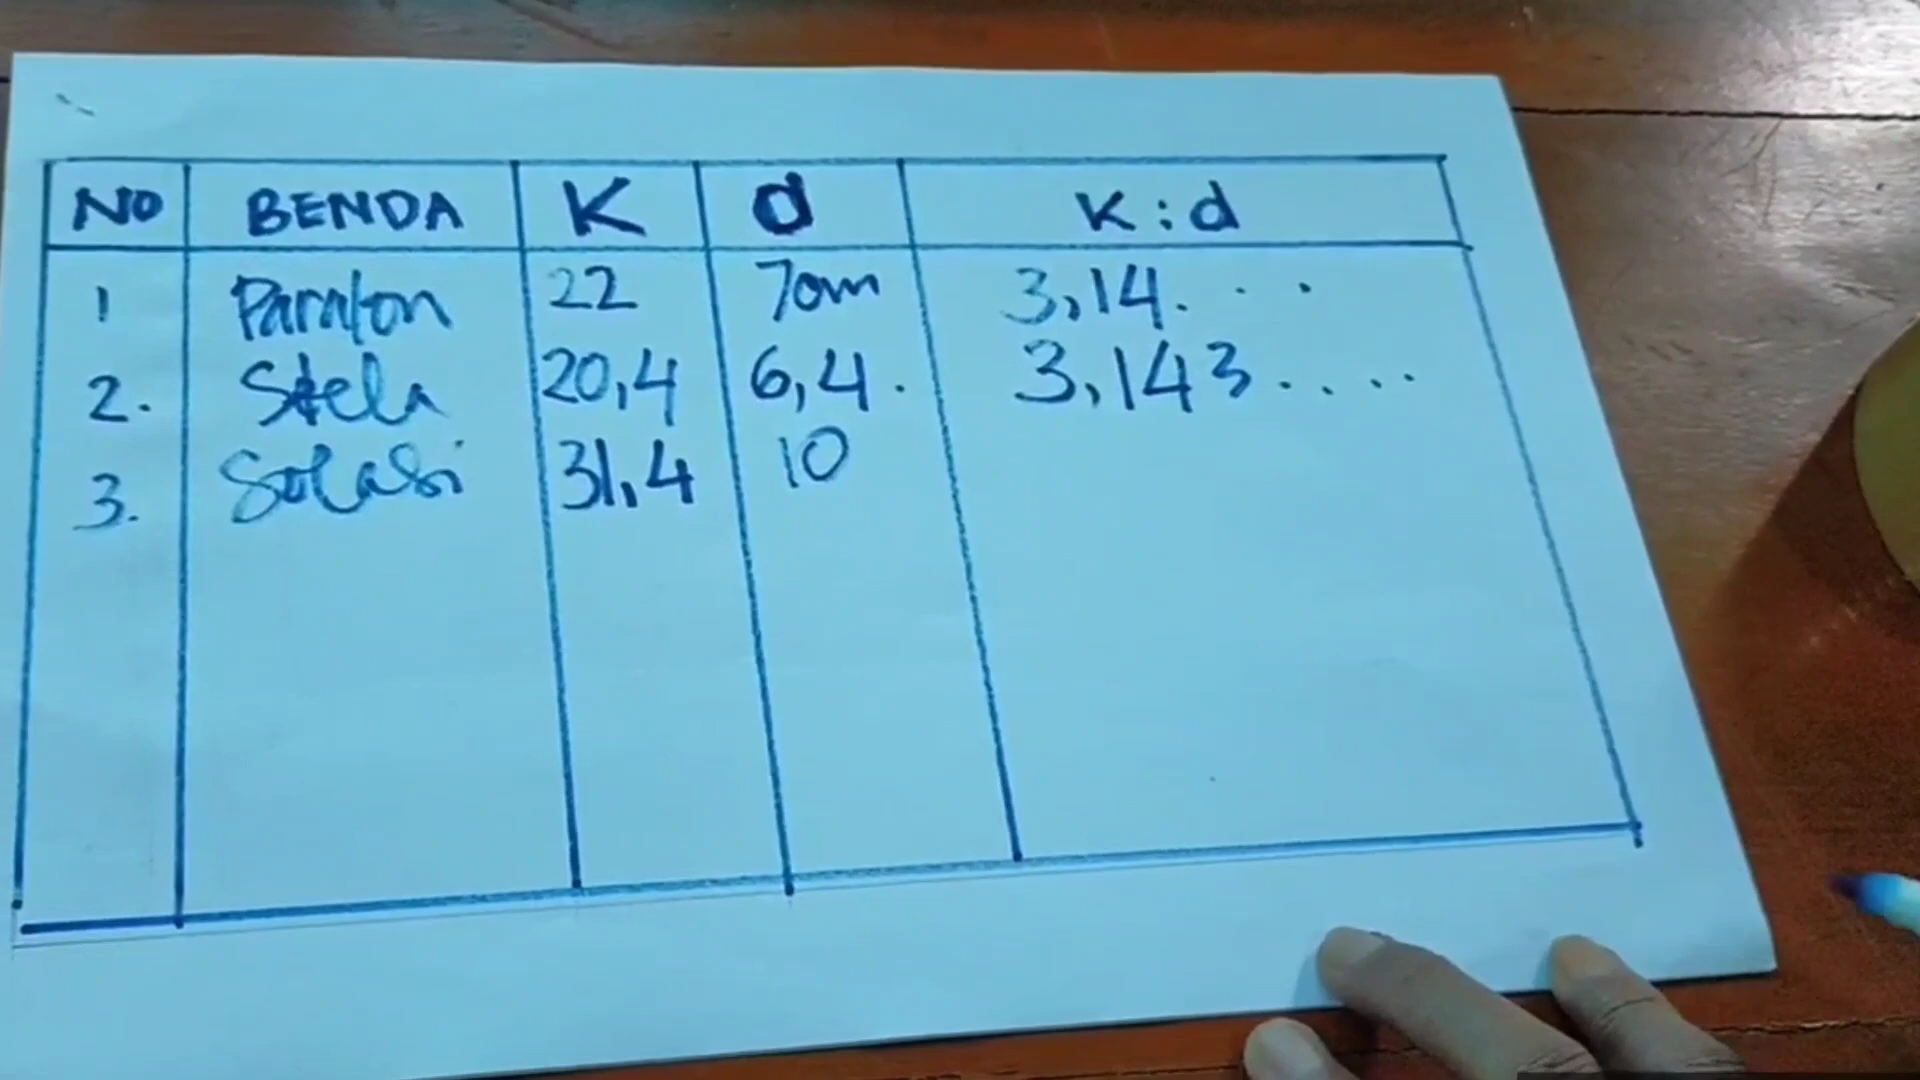 NO BENDA K d K:d
1 Paralon 22 7cm 3,14...
2. Stela 20,4 6,4. 3,143....
3. Solasi 31,4 10